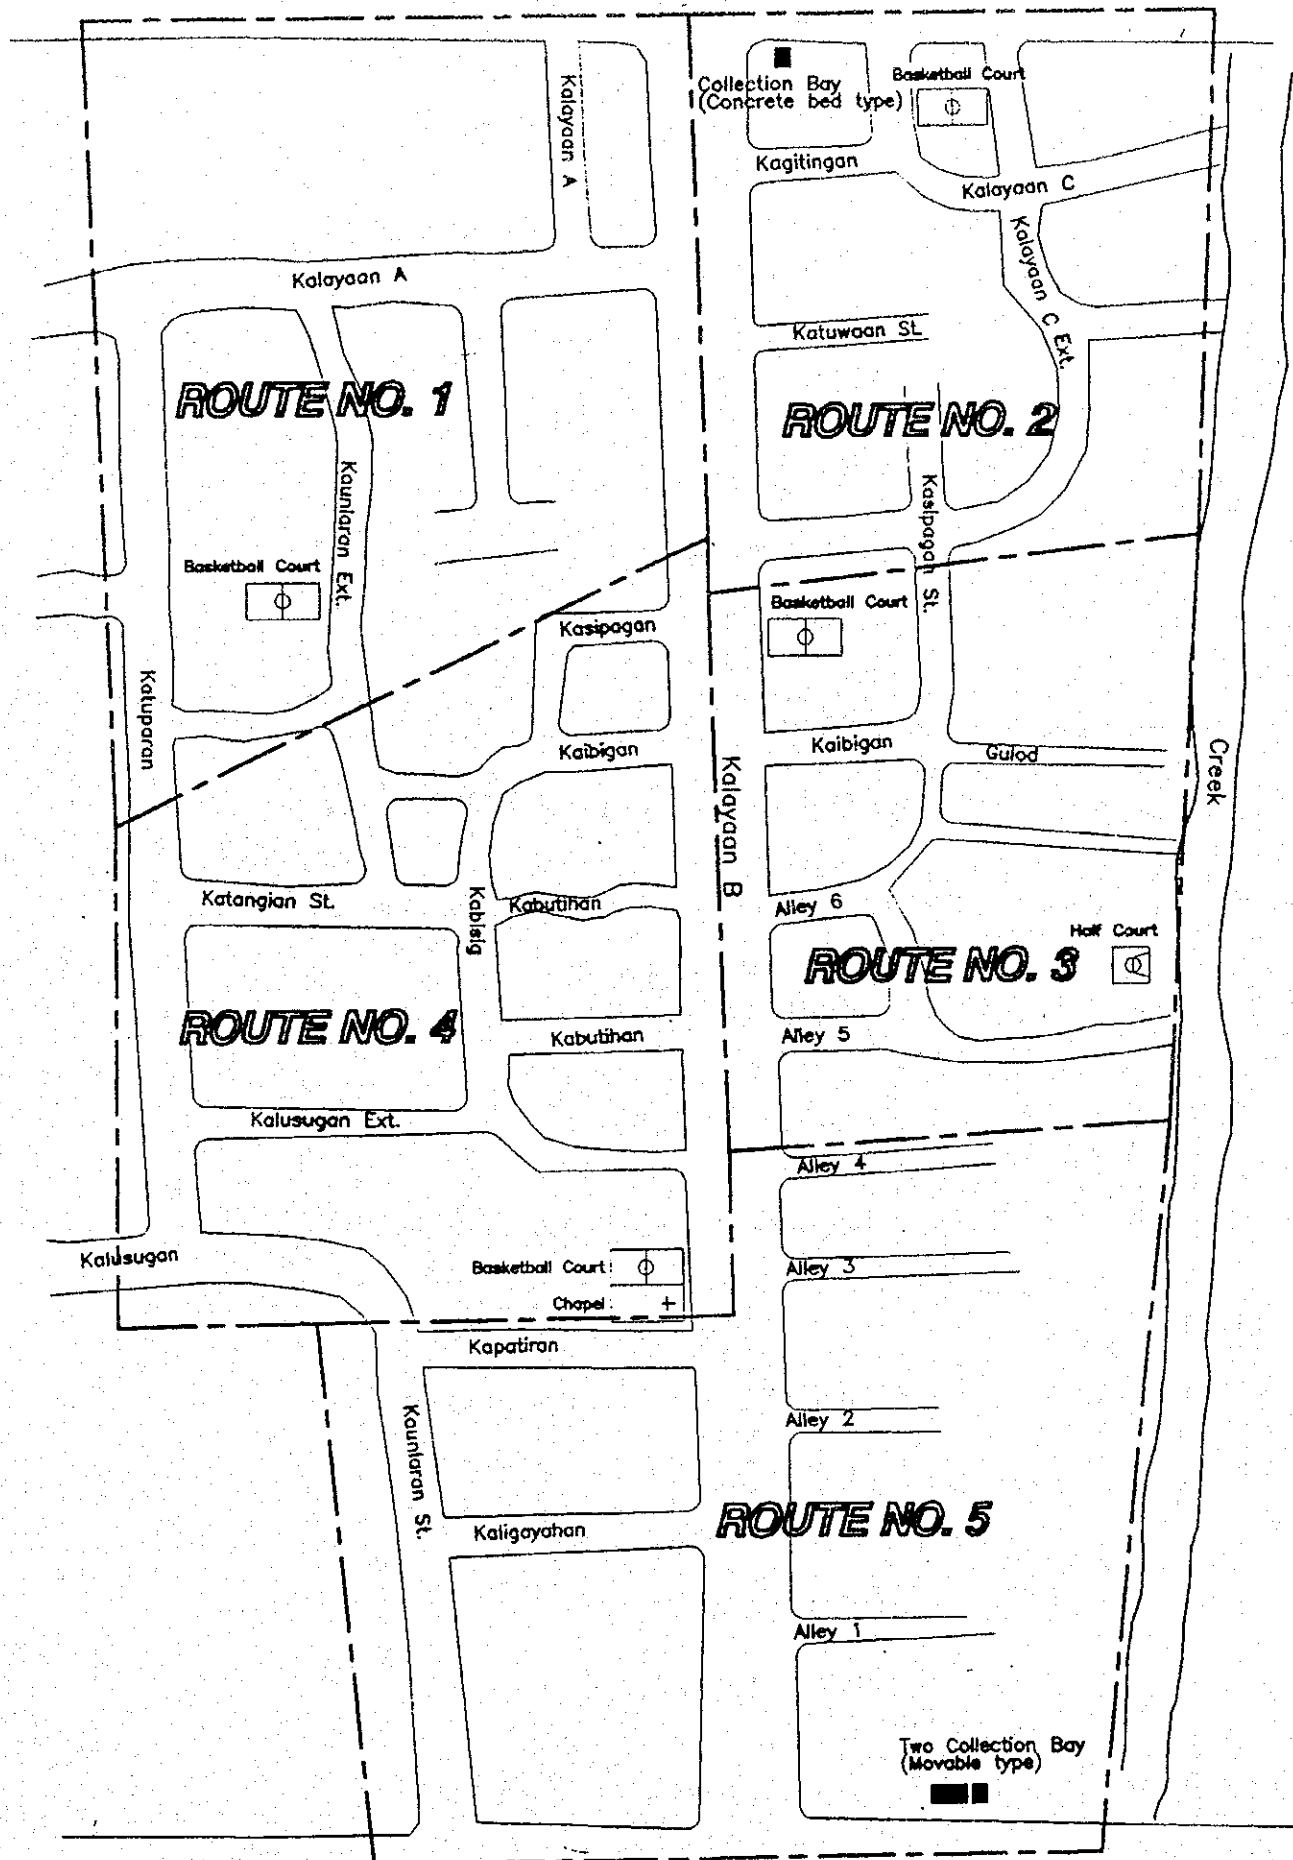 Kalayaan A
Collection Bay
(Concrete bed type)
Basketball Court
Kagitingan
Kalayaan C
Kalayaan C Ext.
Kalayaan A
Katuwaan St.
ROUTE NO. 1
ROUTE NO. 2
Kaunlaran Ext.
Kasipagan St.
Basketball Court
Basketball Court
Kasipagan
Katuparan
Kaibigan
Kalayaan B
Kaibigan
Gulod
Creek
Katangian St.
Kabisig
Kabutihan
Alley 6
Half Court
ROUTE NO. 3
ROUTE NO. 4
Kabutihan
Alley 5
Kalusugan Ext.
Alley 4
Kalusugan
Basketball Court
Alley 3
Chapel
Kapatiran
Kaunlaran St.
Alley 2
ROUTE NO. 5
Kaligayahan
Alley 1
Two Collection Bay
(Movable type)